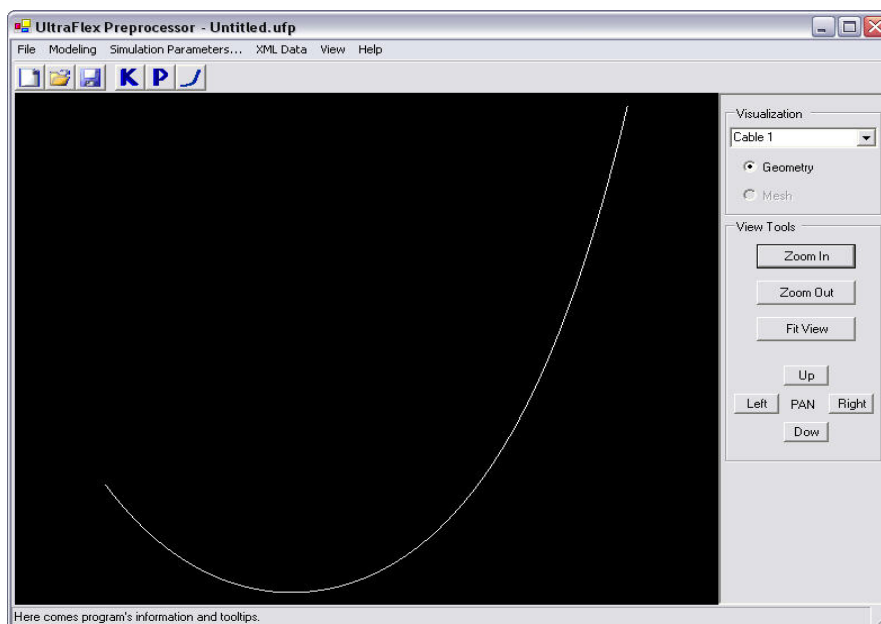 UltraFlex Preprocessor - Untitled.ufp
File Modeling Simulation Parameters... XML Data View Help
K P
Visualization
Cable 1
Geometry
Mesh
View Tools
Zoom In
Zoom Out
Fit View
Up
Left PAN Right
Dow
Here comes program's information and tooltips.